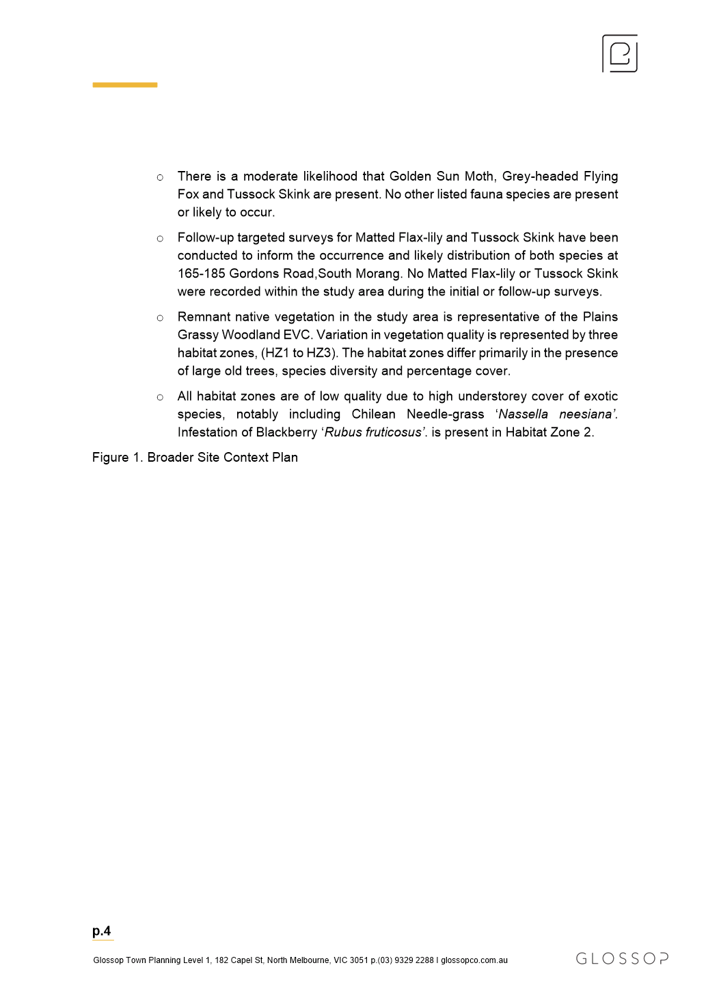 ○ There is a moderate likelihood that Golden Sun Moth, Grey-headed Flying
Fox and Tussock Skink are present. No other listed fauna species are present
or likely to occur.
○ Follow-up targeted surveys for Matted Flax-lily and Tussock Skink have been
conducted to inform the occurrence and likely distribution of both species at
165-185 Gordons Road,South Morang. No Matted Flax-lily or Tussock Skink
were recorded within the study area during the initial or follow-up surveys.
○ Remnant native vegetation in the study area is representative of the Plains
Grassy Woodland EVC. Variation in vegetation quality is represented by three
habitat zones, (HZ1 to HZ3). The habitat zones differ primarily in the presence
of large old trees, species diversity and percentage cover.
○ All habitat zones are of low quality due to high understorey cover of exotic
species, notably including Chilean Needle-grass ‘Nassella neesiana’.
Infestation of Blackberry ‘Rubus fruticosus’. is present in Habitat Zone 2.
Figure 1. Broader Site Context Plan
p.4
Glossop Town Planning Level 1, 182 Capel St, North Melbourne, VIC 3051 p.(03) 9329 2288 I glossopco.com.au
GLOSSOP